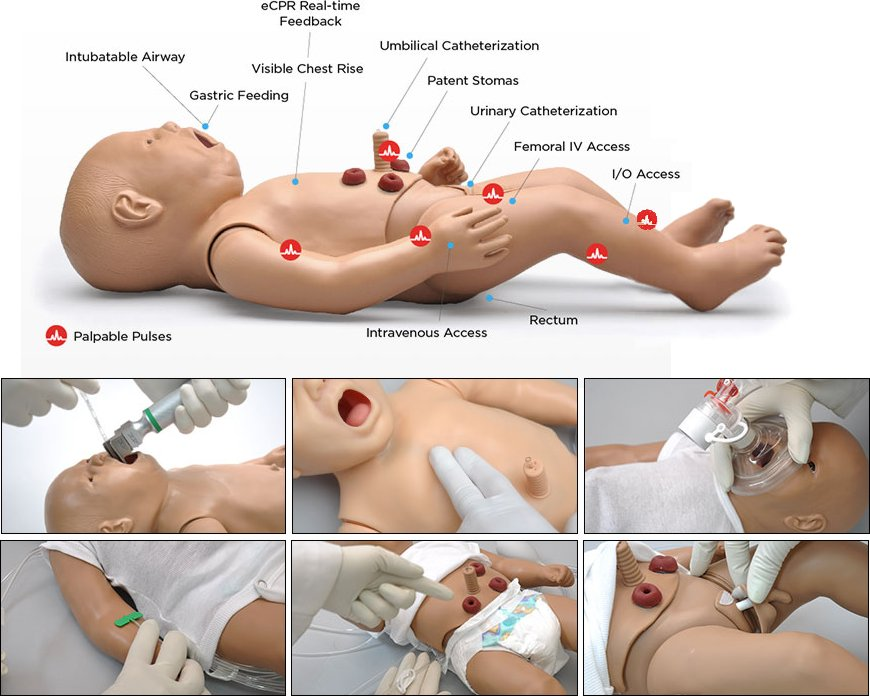 eCPR Real-time
Feedback
Umbilical Catheterization
Intubatable Airway
Visible Chest Rise
Patent Stomas
Gastric Feeding
Urinary Catheterization
Femoral IV Access
I/O Access
Rectum
Intravenous Access
Palpable Pulses